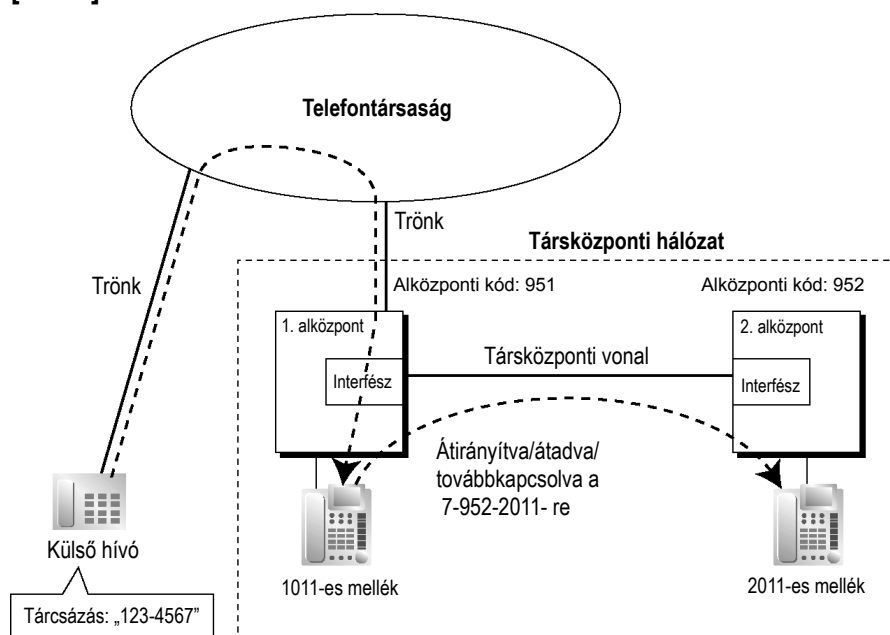 Telefontársaság
Trönk
Társközponti hálózat
Trönk
Alközponti kód: 951
Alközponti kód: 952
1. alközpont
2. alközpont
Társközponti vonal
Interfész
Interfész
Átirányítva/átadva/
továbbkapcsolva a
7-952-2011- re
Külső hívó
1011-es mellék
2011-es mellék
Tárcsázás: „123-4567”